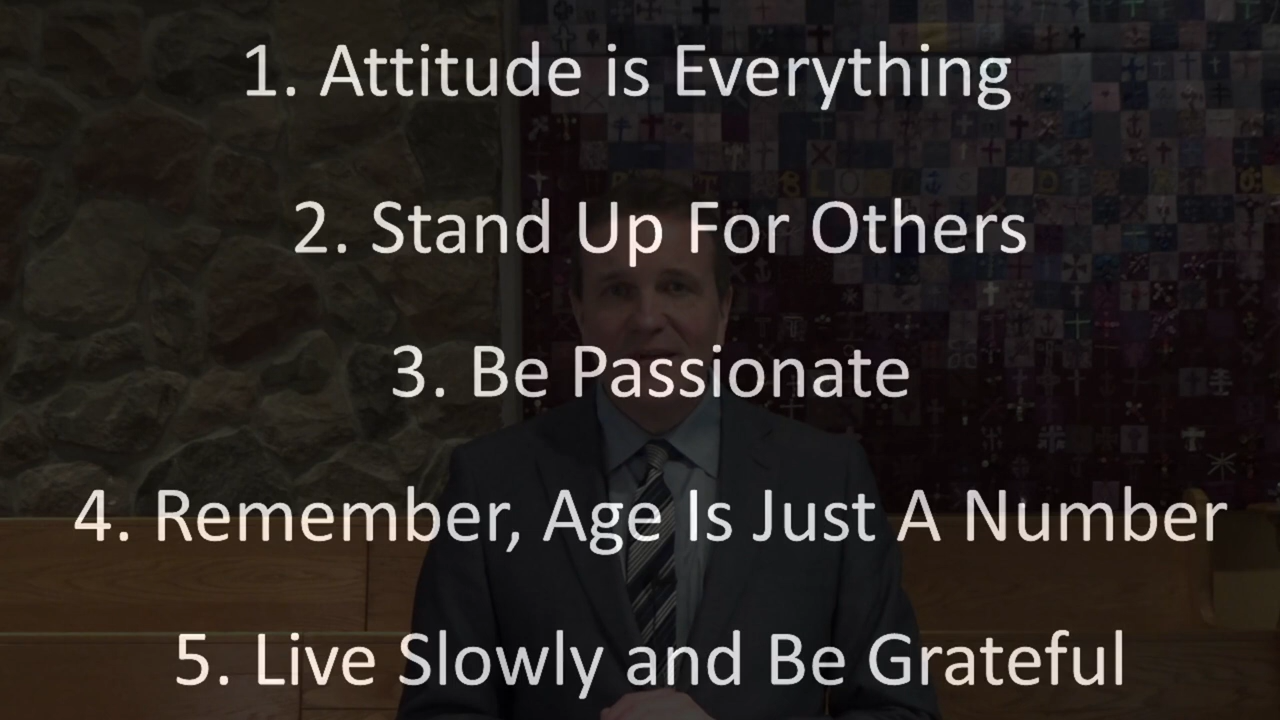 1. Attitude is Everything
2. Stand Up For Others
3. Be Passionate
4. Remember, Age Is Just A Number
5. Live Slowly and Be Grateful